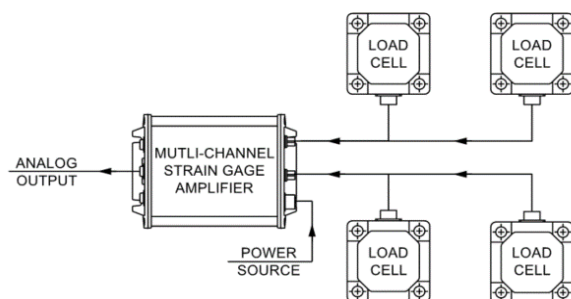 LOAD
CELL
LOAD
CELL
ANALOG
OUTPUT
MUTLI-CHANNEL
STRAIN GAGE
AMPLIFIER
POWER
SOURCE
LOAD
CELL
LOAD
CELL